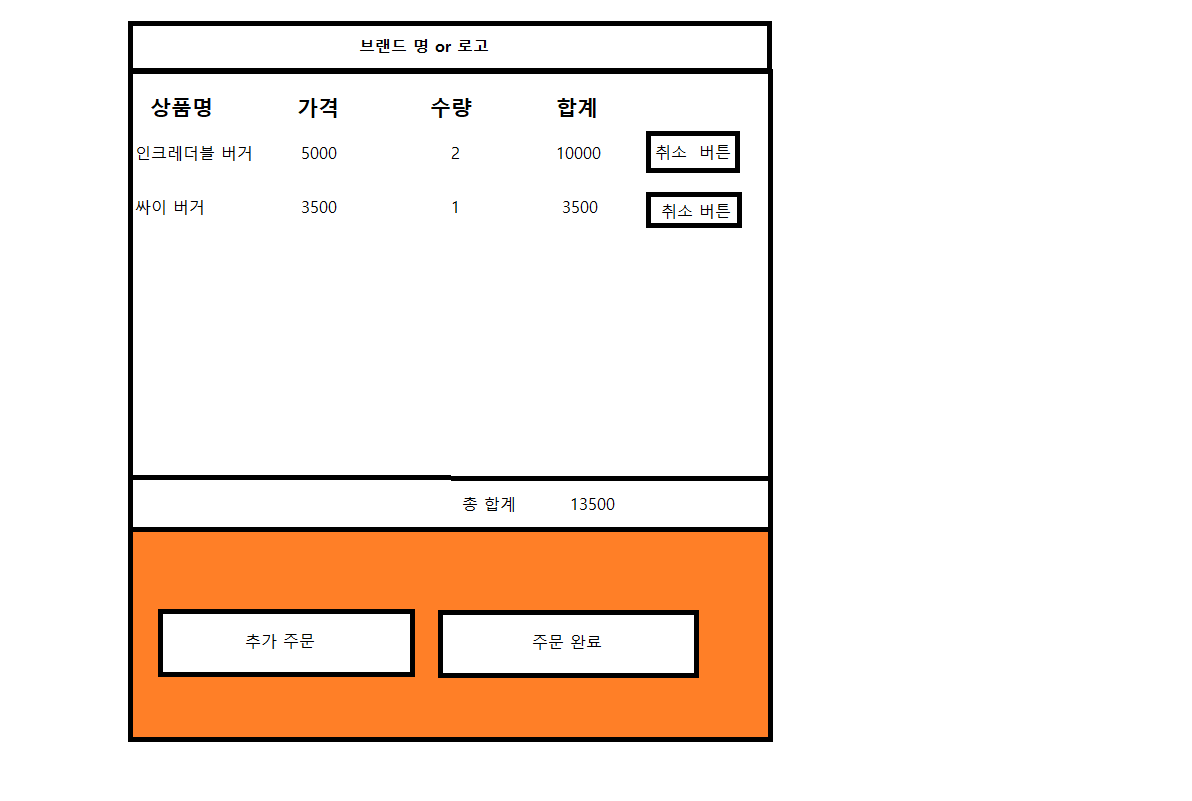 브랜드 명 or 로고
상품명 가격 수량 합계
인크레더블 버거 5000 2 10000 취소 버튼
싸이 버거 3500 1 3500 취소 버튼
총 합계 13500
추가 주문 주문 완료